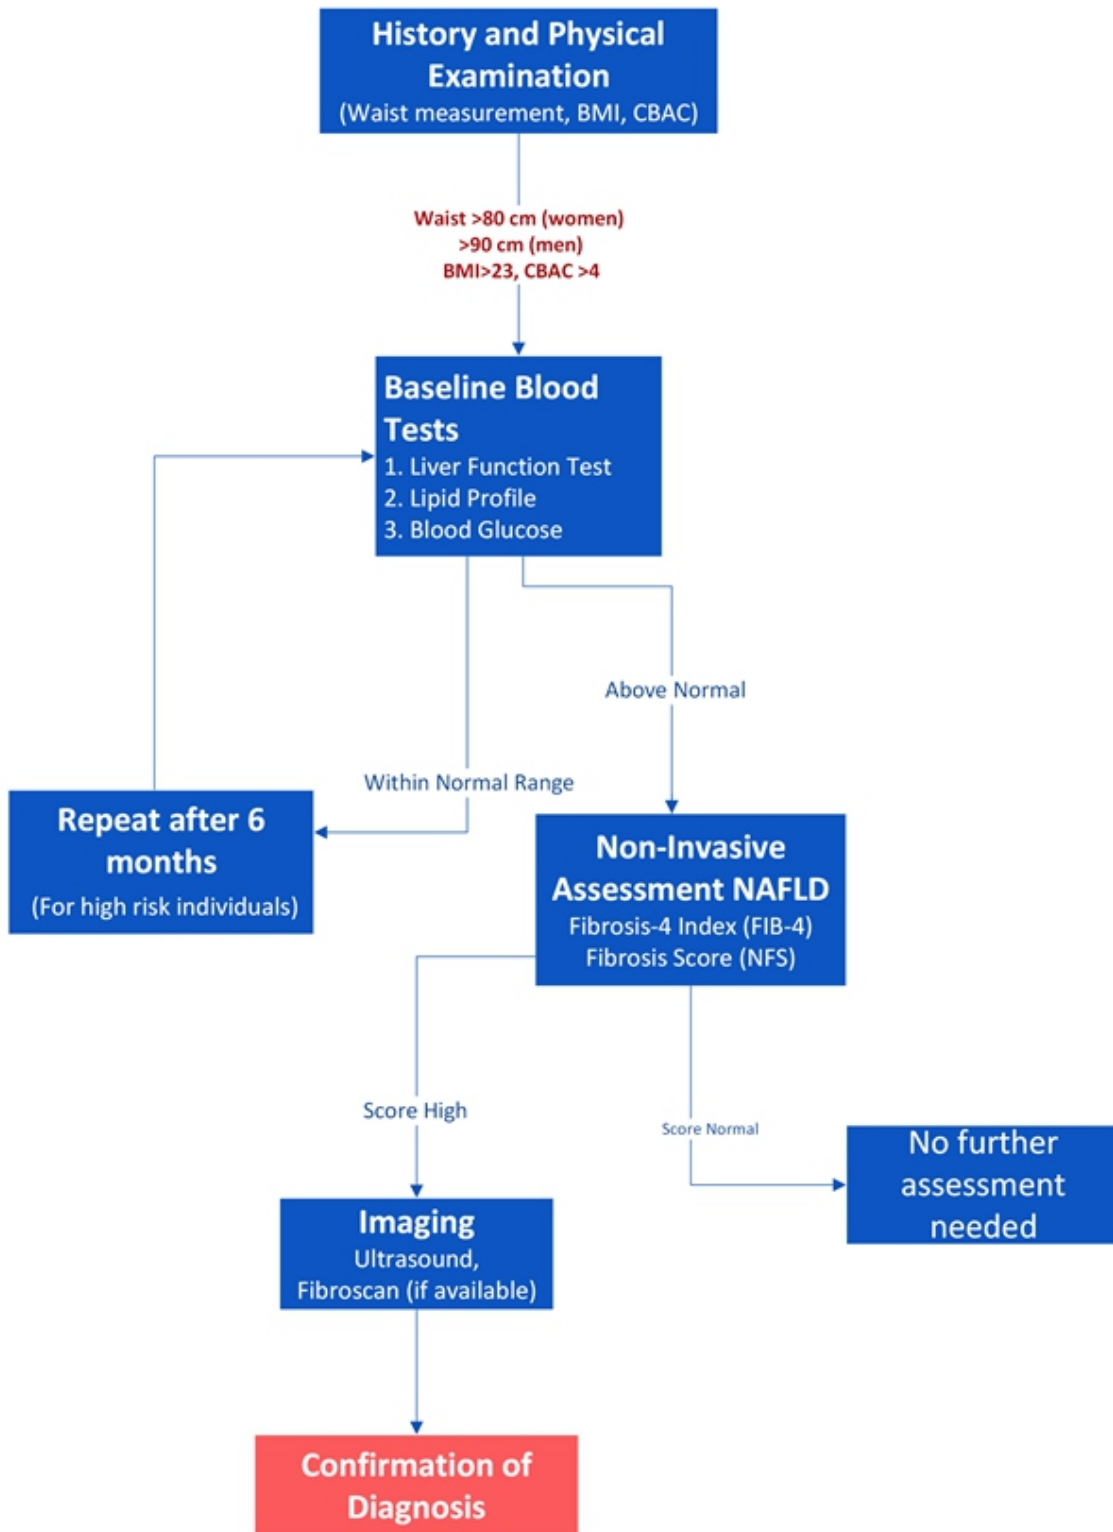 History and Physical
Examination
(Waist measurement, BMI, CBAC)
Waist >80 cm (women)
>90 cm (men)
BMI>23, CBAC >4
Baseline Blood
Tests
1. Liver Function Test
2. Lipid Profile
3. Blood Glucose
Above Normal
Within Normal Range
Repeat after 6
months
(For high risk individuals)
Non-Invasive
Assessment NAFLD
Fibrosis-4 Index (FIB-4)
Fibrosis Score (NFS)
Score High
Score Normal
No further
assessment
needed
Imaging
Ultrasound,
Fibroscan (if available)
Confirmation of
Diagnosis